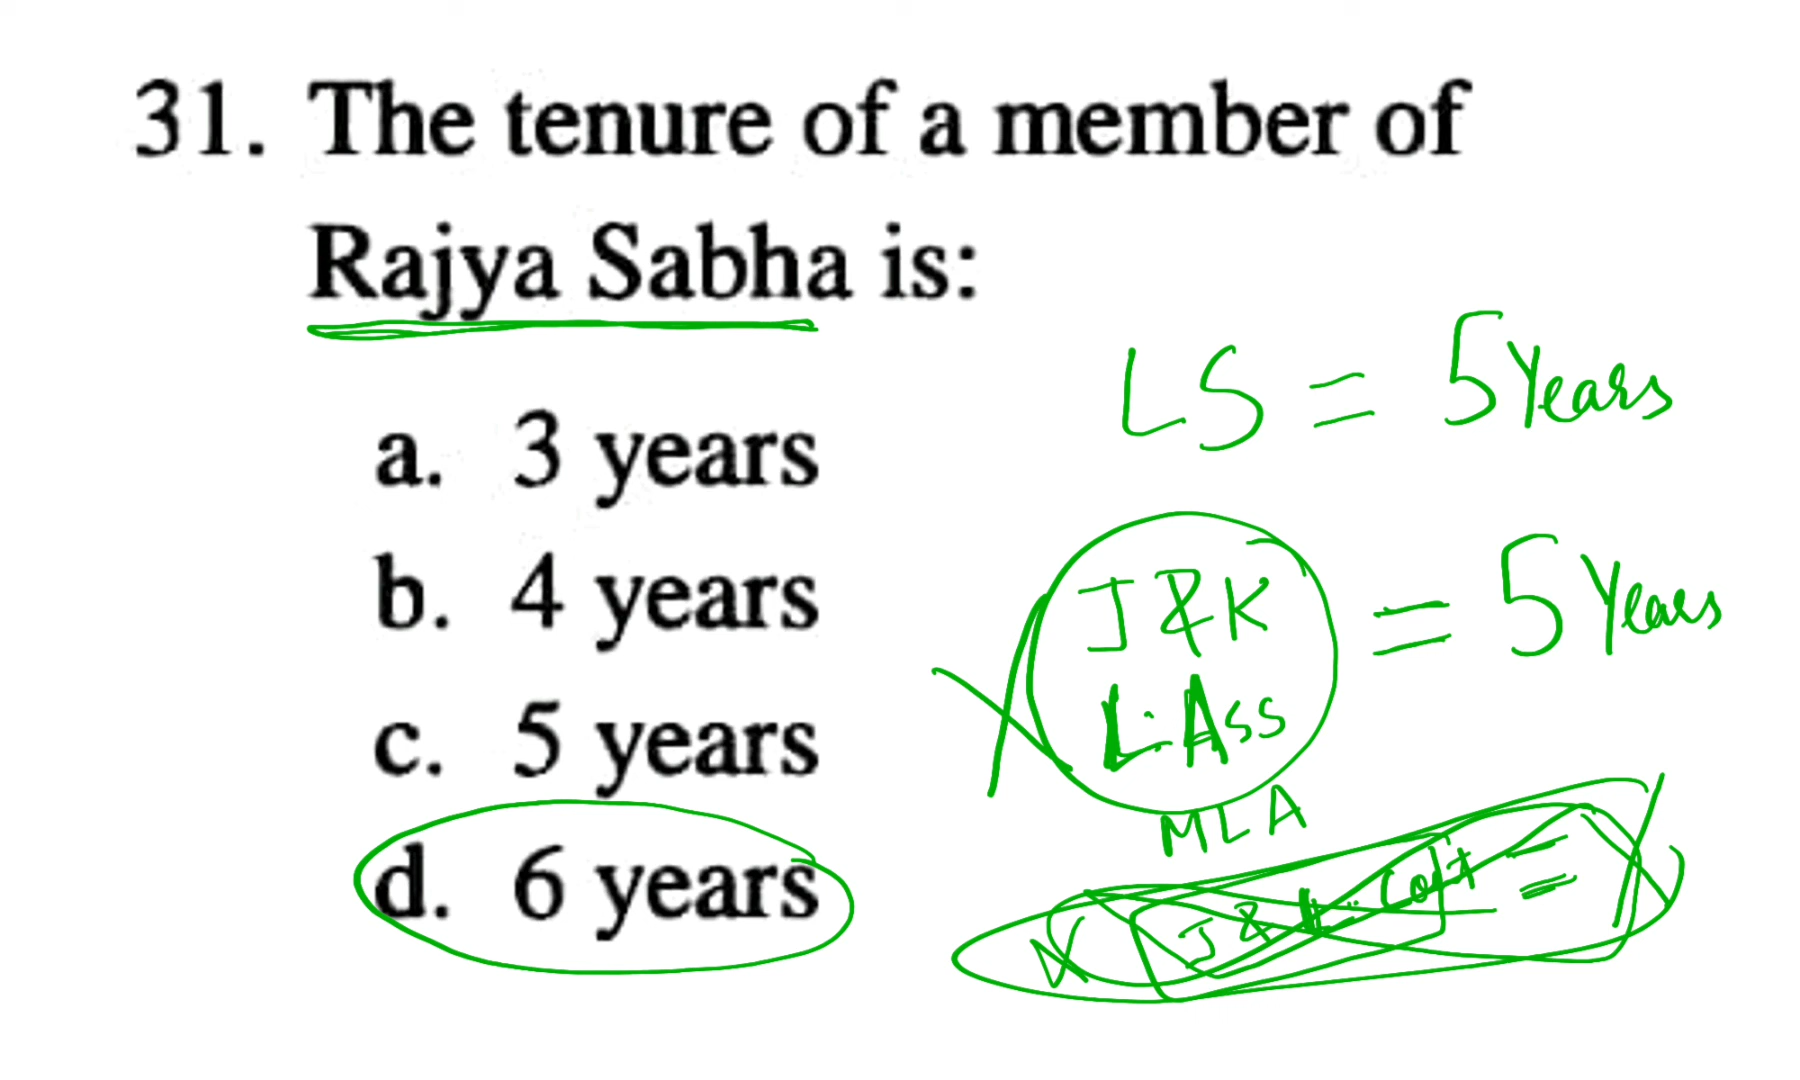 31. The tenure of a member of
Rajya Sabha is:
a. 3 years
b. 4 years
c. 5 years
d. 6 years
LS = 5 Years
J & K
L. Ass = 5 Years
MLA
J &
=